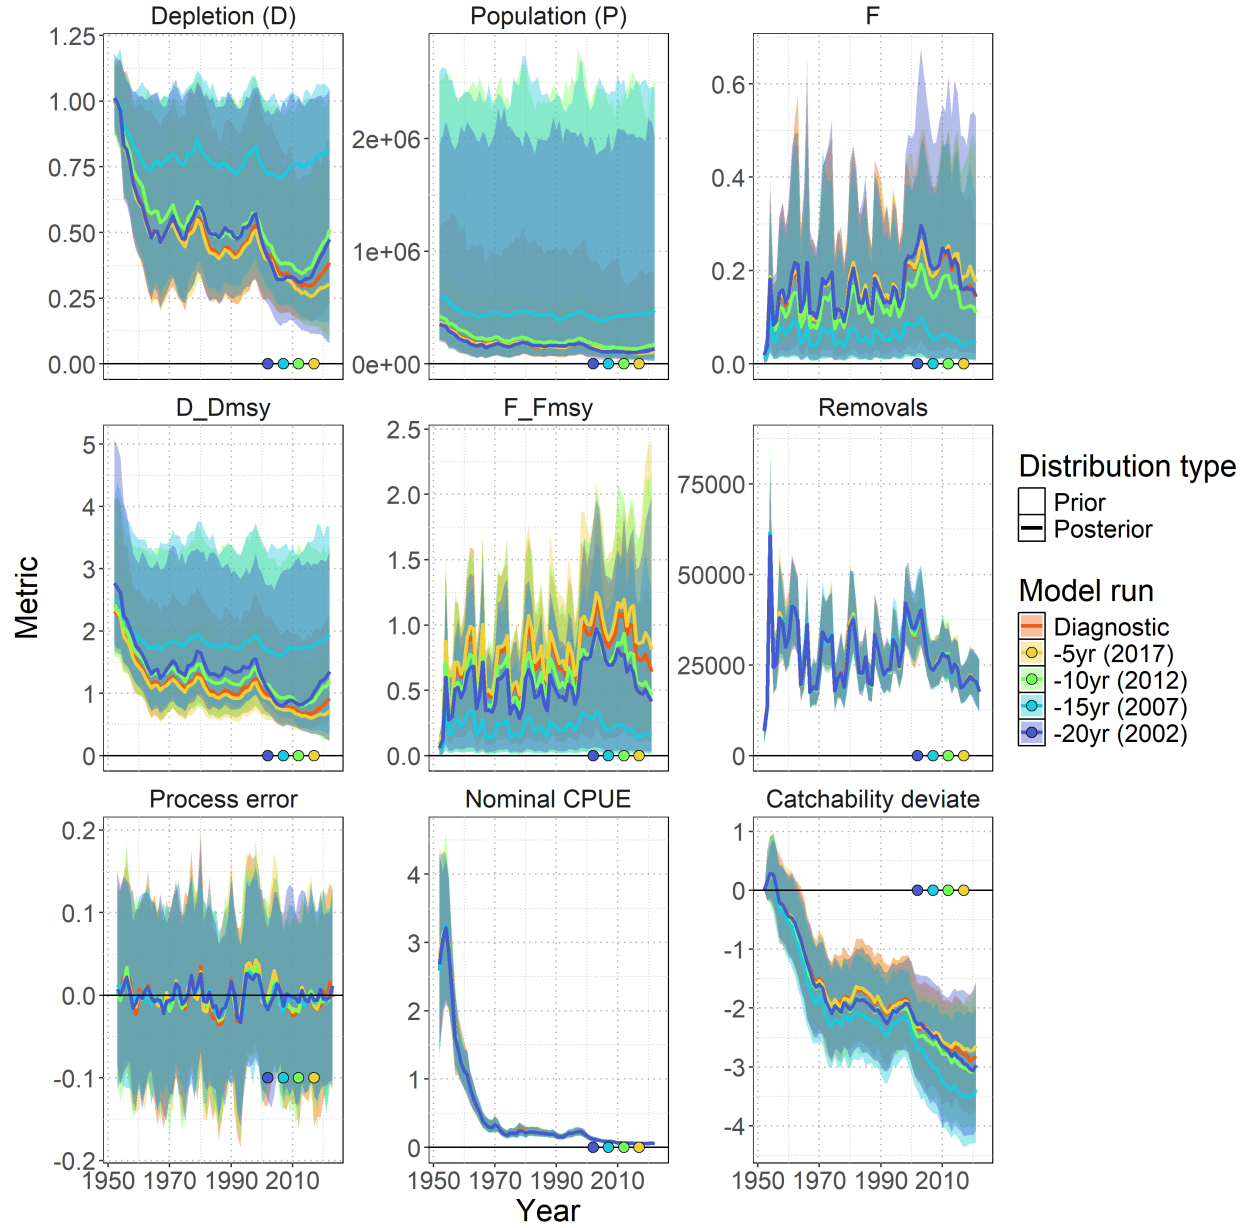 Depletion (D) Population (P) F
1.25
1.00
0.75
0.50
0.25
0.00
2e+06
1e+06
0e+00
0.6
0.4
0.2
0.0
D_Dmsy F_Fmsy Removals
5
4
3
2
1
0
2.5
2.0
1.5
1.0
0.5
0.0
75000
50000
25000
0
Process error Nominal CPUE Catchability deviate
0.2
0.1
0.0
-0.1
-0.2
4
3
2
1
0
1
0
-1
-2
-3
-4
1950 1970 1990 2010 1950 1970 1990 2010 1950 1970 1990 2010
Metric
Year
Distribution type
Prior
Posterior
Model run
Diagnostic
-5yr (2017)
-10yr (2012)
-15yr (2007)
-20yr (2002)